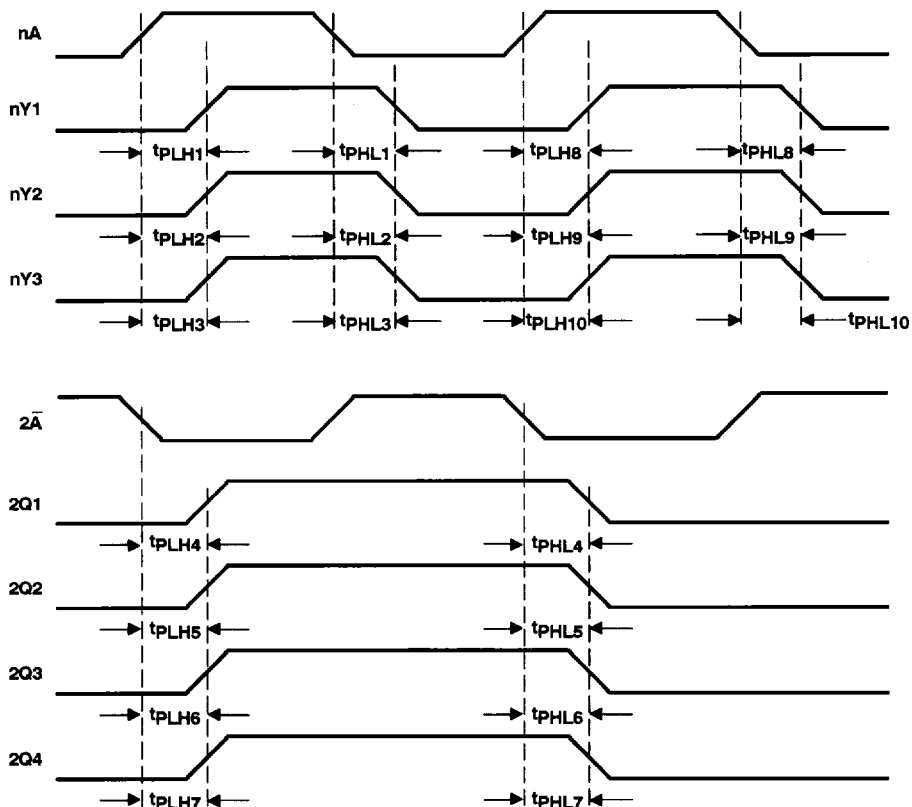 nA
nY1
tPLH1 tPHL1 tPLH8 tPHL8
nY2
tPLH2 tPHL2 tPLH9 tPHL9
nY3
tPLH3 tPHL3 tPLH10 tPHL10
2A̅
2Q1
tPLH4 tPHL4
2Q2
tPLH5 tPHL5
2Q3
tPLH6 tPHL6
2Q4
tPLH7 tPHL7